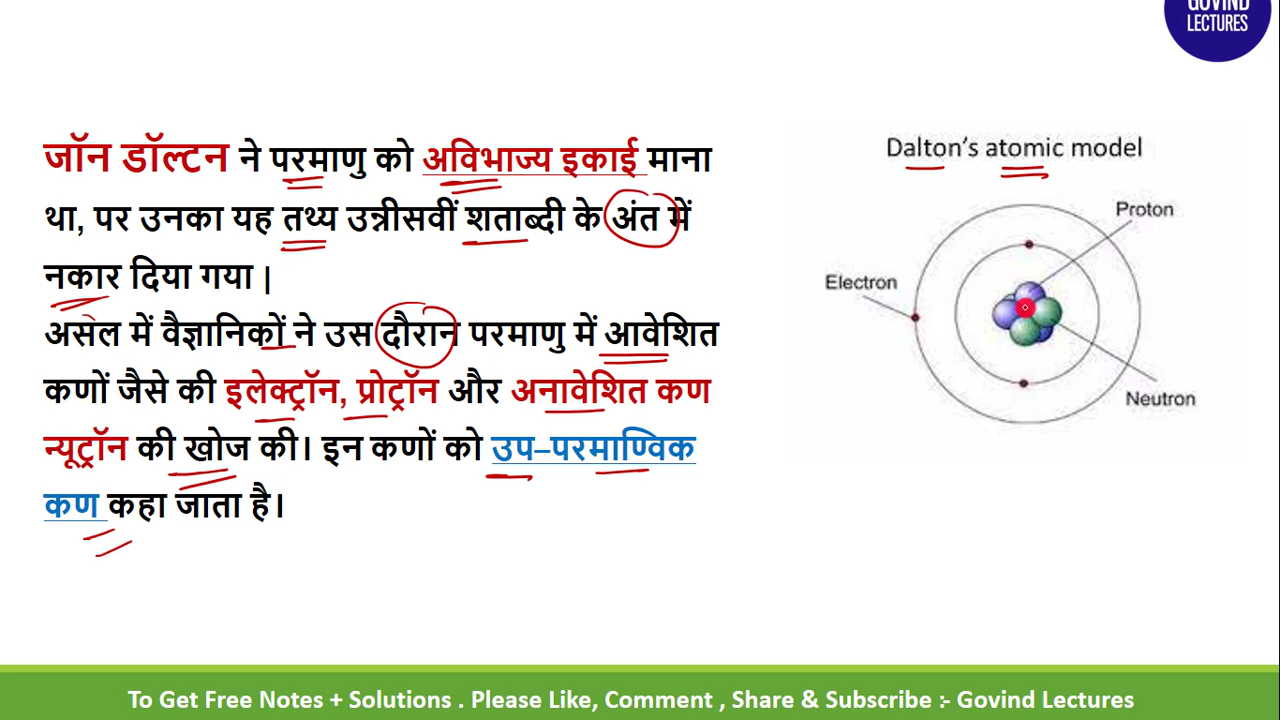 GOVIND
LECTURES
जॉन डॉल्टन ने परमाणु को अविभाज्य इकाई माना
था, पर उनका यह तथ्य उन्नीसवीं शताब्दी के अंत में
नकार दिया गया |
असल में वैज्ञानिकों ने उस दौरान परमाणु में आवेशित
कणों जैसे की इलेक्ट्रॉन, प्रोट्रॉन और अनावेशित कण
न्यूट्रॉन की खोज की। इन कणों को उप–परमाण्विक
कण कहा जाता है।
Dalton's atomic model
Proton
Electron
Neutron
To Get Free Notes + Solutions . Please Like, Comment , Share & Subscribe :- Govind Lectures